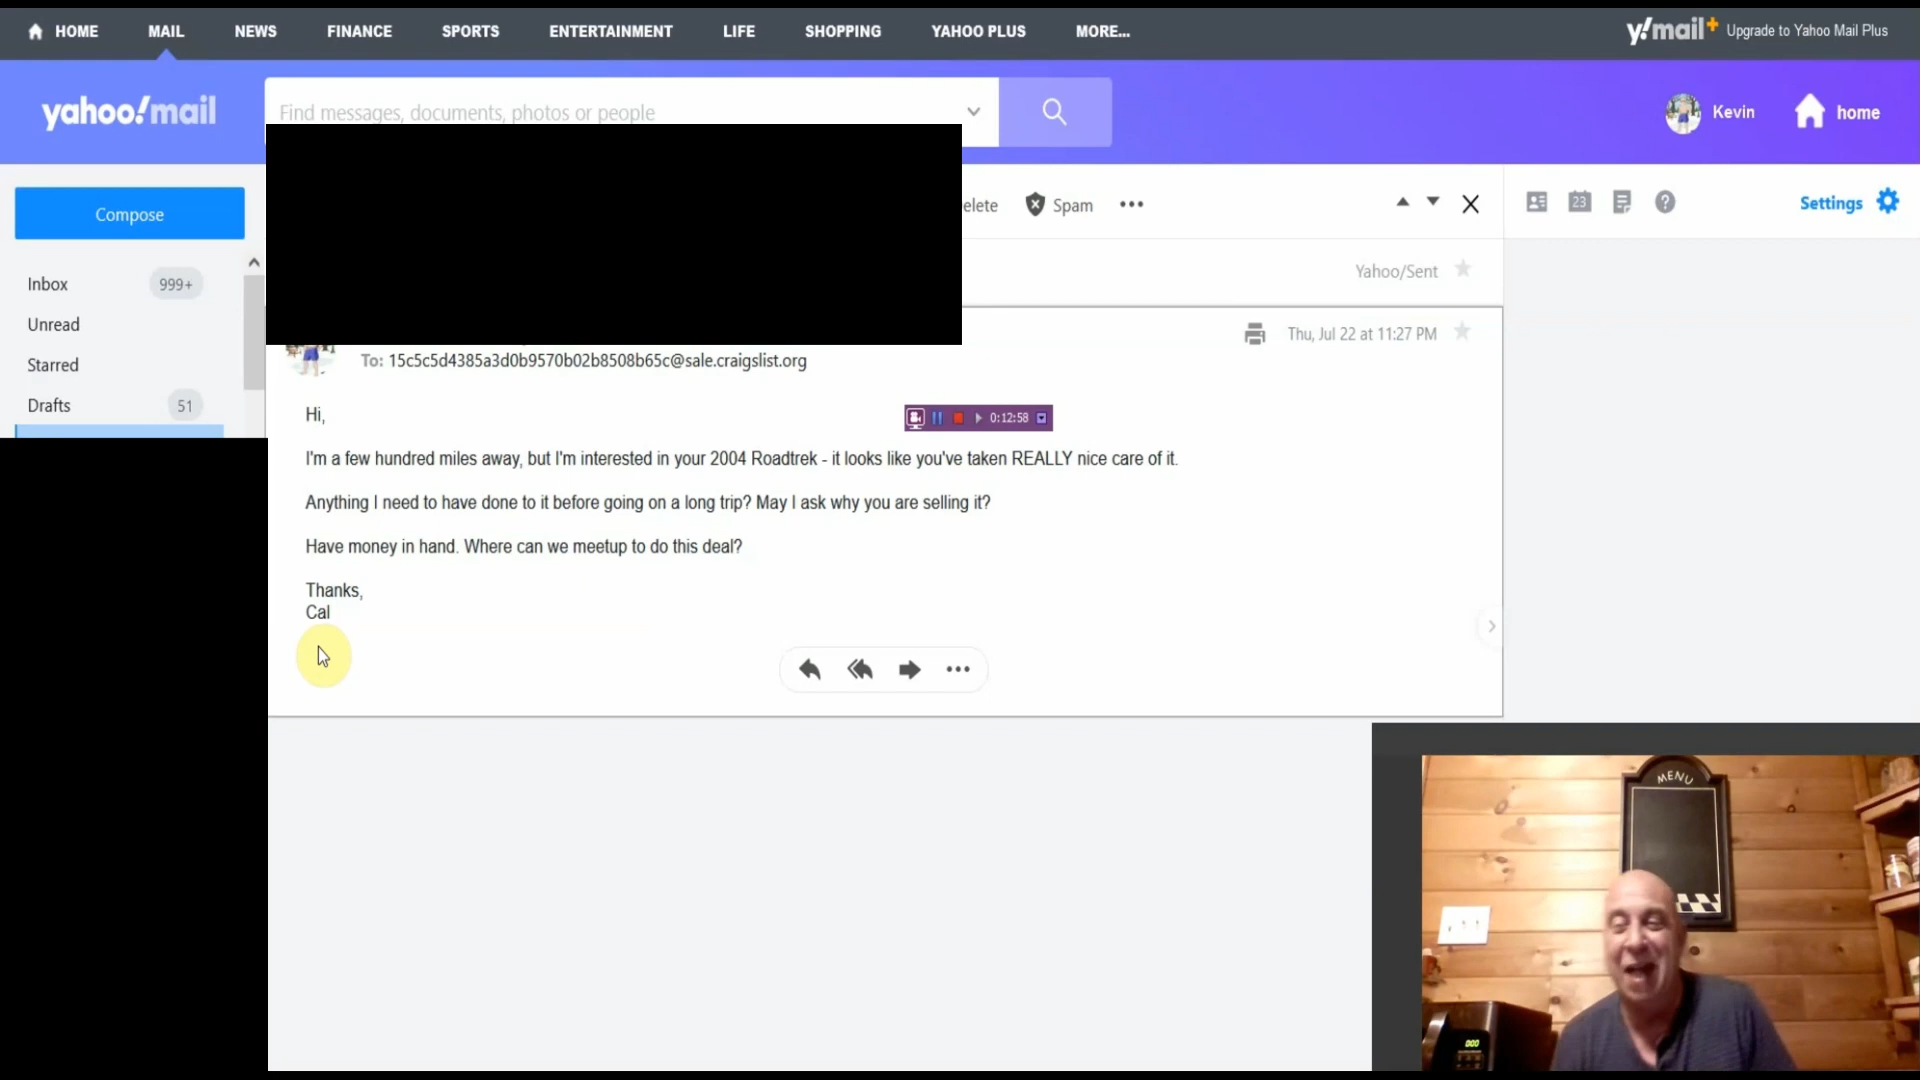 HOME MAIL NEWS FINANCE SPORTS ENTERTAINMENT LIFE SHOPPING YAHOO PLUS MORE...
y!mail+ Upgrade to Yahoo Mail Plus
yahoo!mail
Find messages, documents, photos or people
Kevin
home
Compose
elete
Spam
23
Settings
Inbox 999+
Unread
Starred
Drafts 51
Yahoo/Sent
Thu, Jul 22 at 11:27 PM
To: 15c5c5d4385a3d0b9570b02b8508b65c@sale.craigslist.org
Hi,
0:12:58
I'm a few hundred miles away, but I'm interested in your 2004 Roadtrek - it looks like you've taken REALLY nice care of it.
Anything I need to have done to it before going on a long trip? May I ask why you are selling it?
Have money in hand. Where can we meetup to do this deal?
Thanks,
Cal
MENU